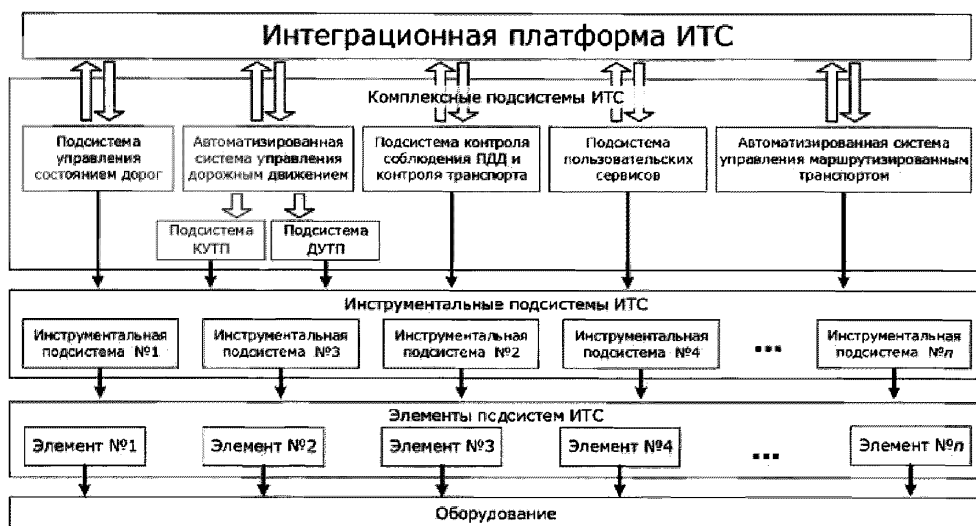 Интеграционная платформа ИТС
Комплексные подсистемы ИТС
Подсистема
управления
состоянием дорог
Автоматизированная
система управления
дорожным движением
Подсистема контроля
соблюдения ПДД и
контроля транспорта
Подсистема
пользовательских
сервисов
Автоматизированная система
управления маршрутизированным
транспортом
Подсистема
КУТП
Подсистема
ДУТП
Инструментальные подсистемы ИТС
Инструментальная
подсистема №1
Инструментальная
подсистема №3
Инструментальная
подсистема №2
Инструментальная
подсистема №4
...
Инструментальная
подсистема №n
Элементы подсистем ИТС
Элемент №1
Элемент №2
Элемент №3
Элемент №4
...
Элемент №n
Оборудование